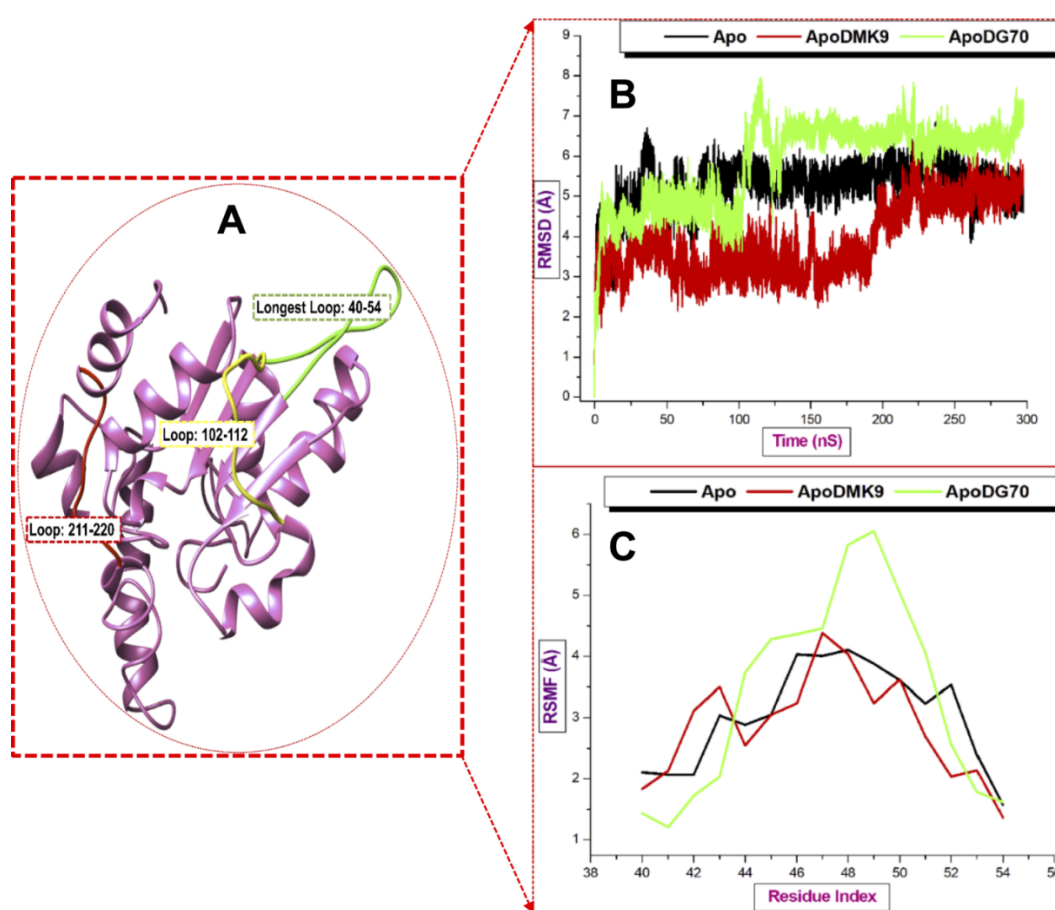 A
Longest Loop: 40-54
Loop: 102-112
Loop: 211-220
Apo ApoDMK9 ApoDG70
B
9
8
7
6
5
4
3
2
1
0
RMSD (Å)
0 50 100 150 200 250 300
Time (nS)
Apo ApoDMK9 ApoDG70
C
6
5
4
3
2
1
RSMF (Å)
38 40 42 44 46 48 50 52 54
Residue Index